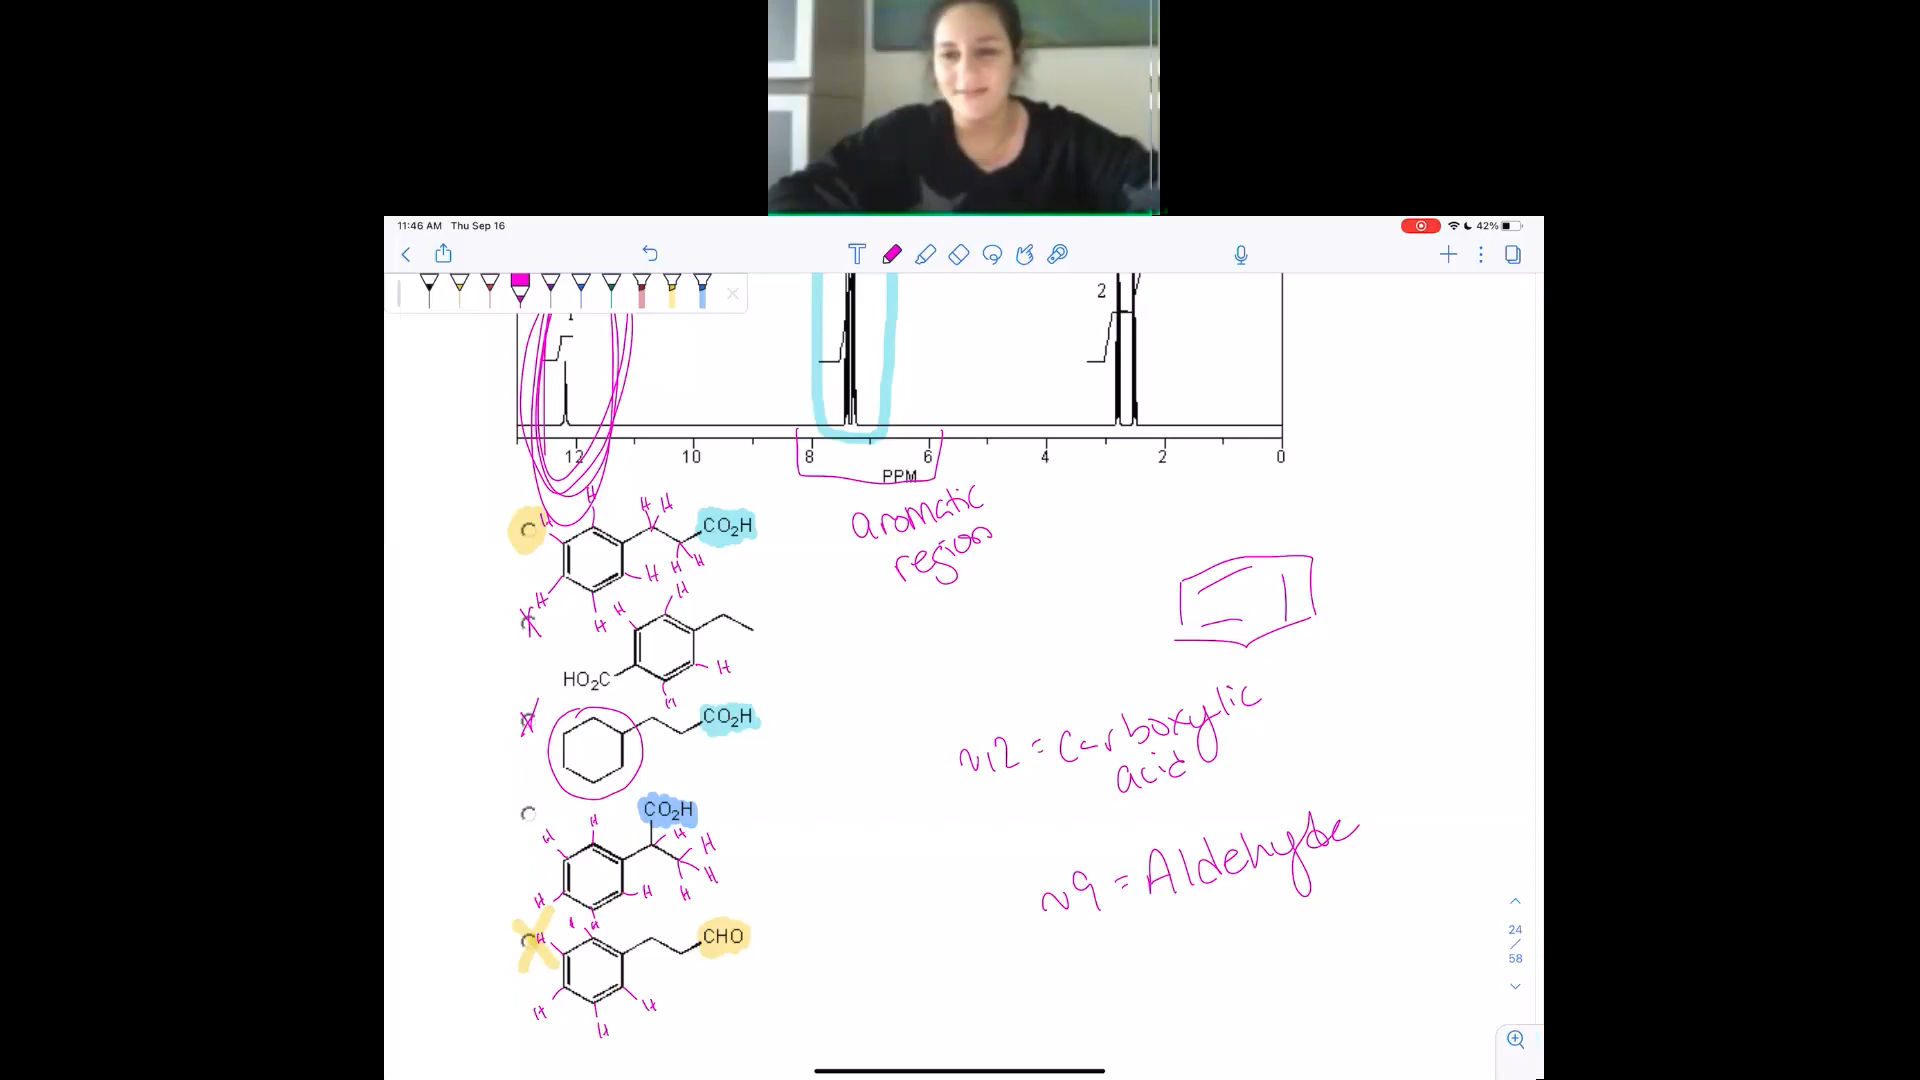 11:46 AM Thu Sep 16
42%
T
1
2
12 10 8 6 4 2 0
PPM
aromatic
region
H H H H
CO₂H
H H H
H
H
H H
H
HO₂C
H
CO₂H
~12 = Carboxylic
acid
CO₂H
H H H H
H H H
H
~9 = Aldehyde
H H
CHO
H H
H
24
/
58